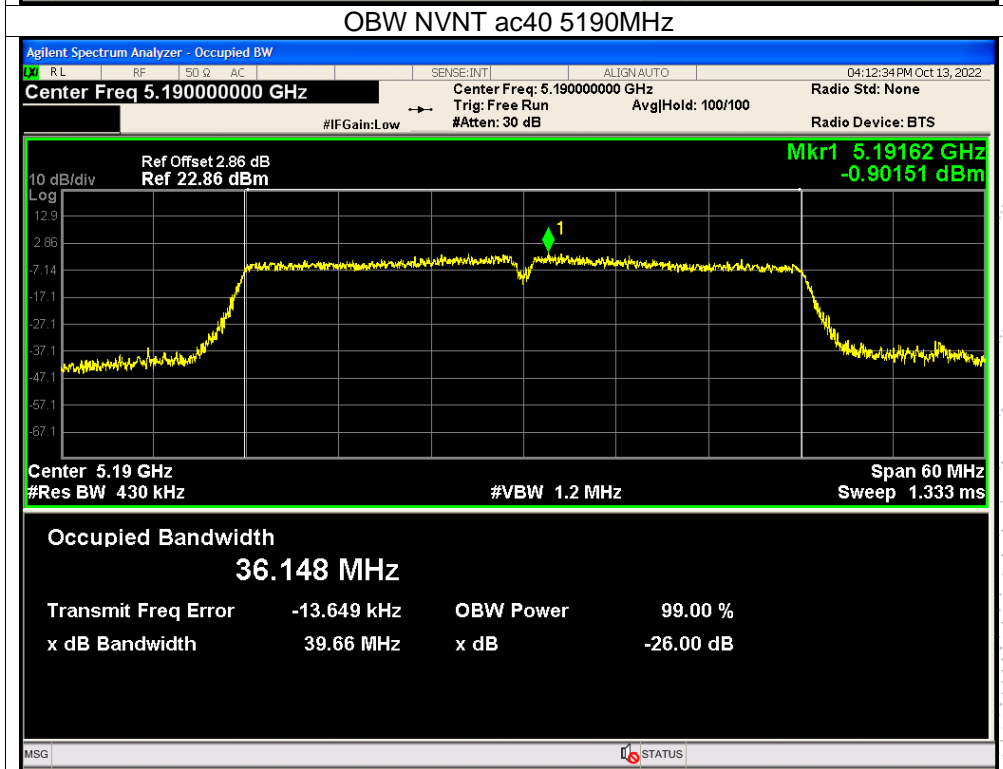 OBW NVNT ac40 5190MHz
Agilent Spectrum Analyzer - Occupied BW
LXI RL RF 50 Ω AC SENSE:INT ALIGN AUTO 04:12:34 PM Oct 13, 2022
Center Freq 5.190000000 GHz Center Freq: 5.190000000 GHz Radio Std: None
Trig: Free Run Avg|Hold: 100/100
#IFGain:Low #Atten: 30 dB Radio Device: BTS
Mkr1 5.19162 GHz
-0.90151 dBm
Ref Offset 2.86 dB
10 dB/div Ref 22.86 dBm
Log
12.9
1
2.86
-7.14
-17.1
-27.1
-37.1
-47.1
-57.1
-67.1
Center 5.19 GHz Span 60 MHz
#Res BW 430 kHz #VBW 1.2 MHz Sweep 1.333 ms
Occupied Bandwidth
36.148 MHz
Transmit Freq Error -13.649 kHz OBW Power 99.00 %
x dB Bandwidth 39.66 MHz x dB -26.00 dB
MSG STATUS